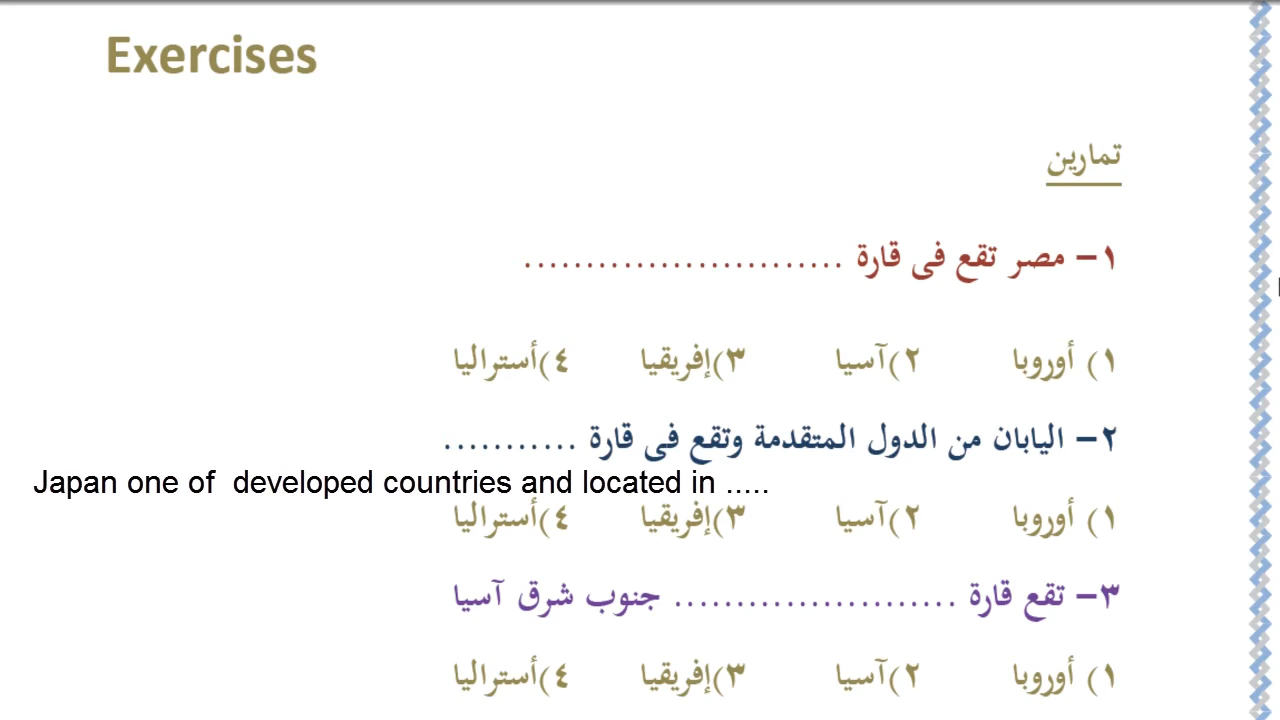 Exercises
تمارين
١- مصر تقع فى قارة ..........................
١) أوروبا ٢)آسيا ٣)إفريقيا ٤)أستراليا
٢- اليابان من الدول المتقدمة وتقع فى قارة ...........
Japan one of developed countries and located in .....
١) أوروبا ٢)آسيا ٣)إفريقيا ٤)أستراليا
٣- تقع قارة ....................... جنوب شرق آسيا
١) أوروبا ٢)آسيا ٣)إفريقيا ٤)أستراليا